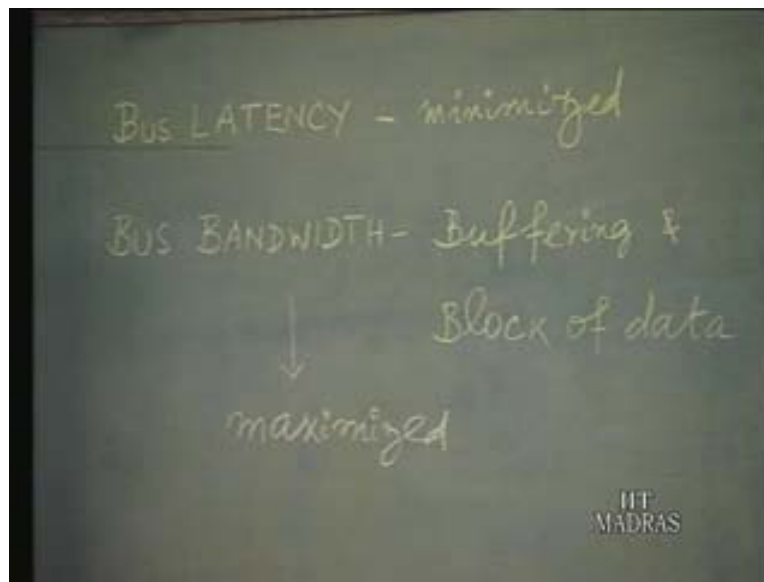 Bus LATENCY - minimized
BUS BANDWIDTH - Buffering &
Block of data
maximized
IIT
MADRAS